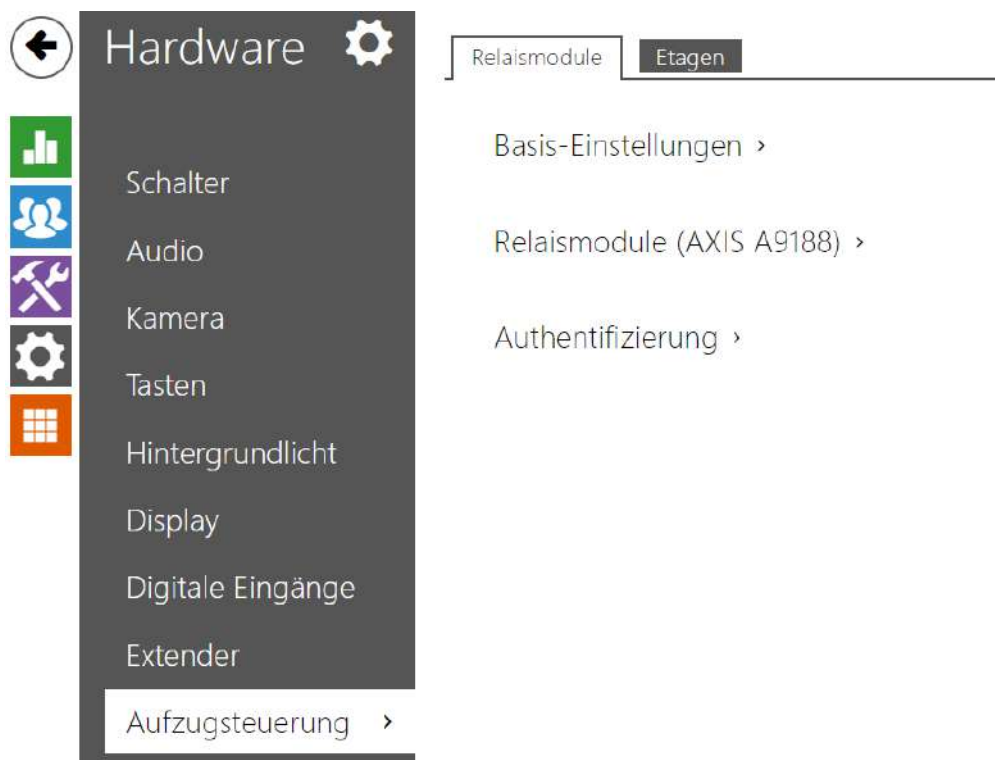 Hardware
Schalter
Audio
Kamera
Tasten
Hintergrundlicht
Display
Digitale Eingänge
Extender
Aufzugsteuerung
Relaismodule
Etagen
Basis-Einstellungen
Relaismodule (AXIS A9188)
Authentifizierung